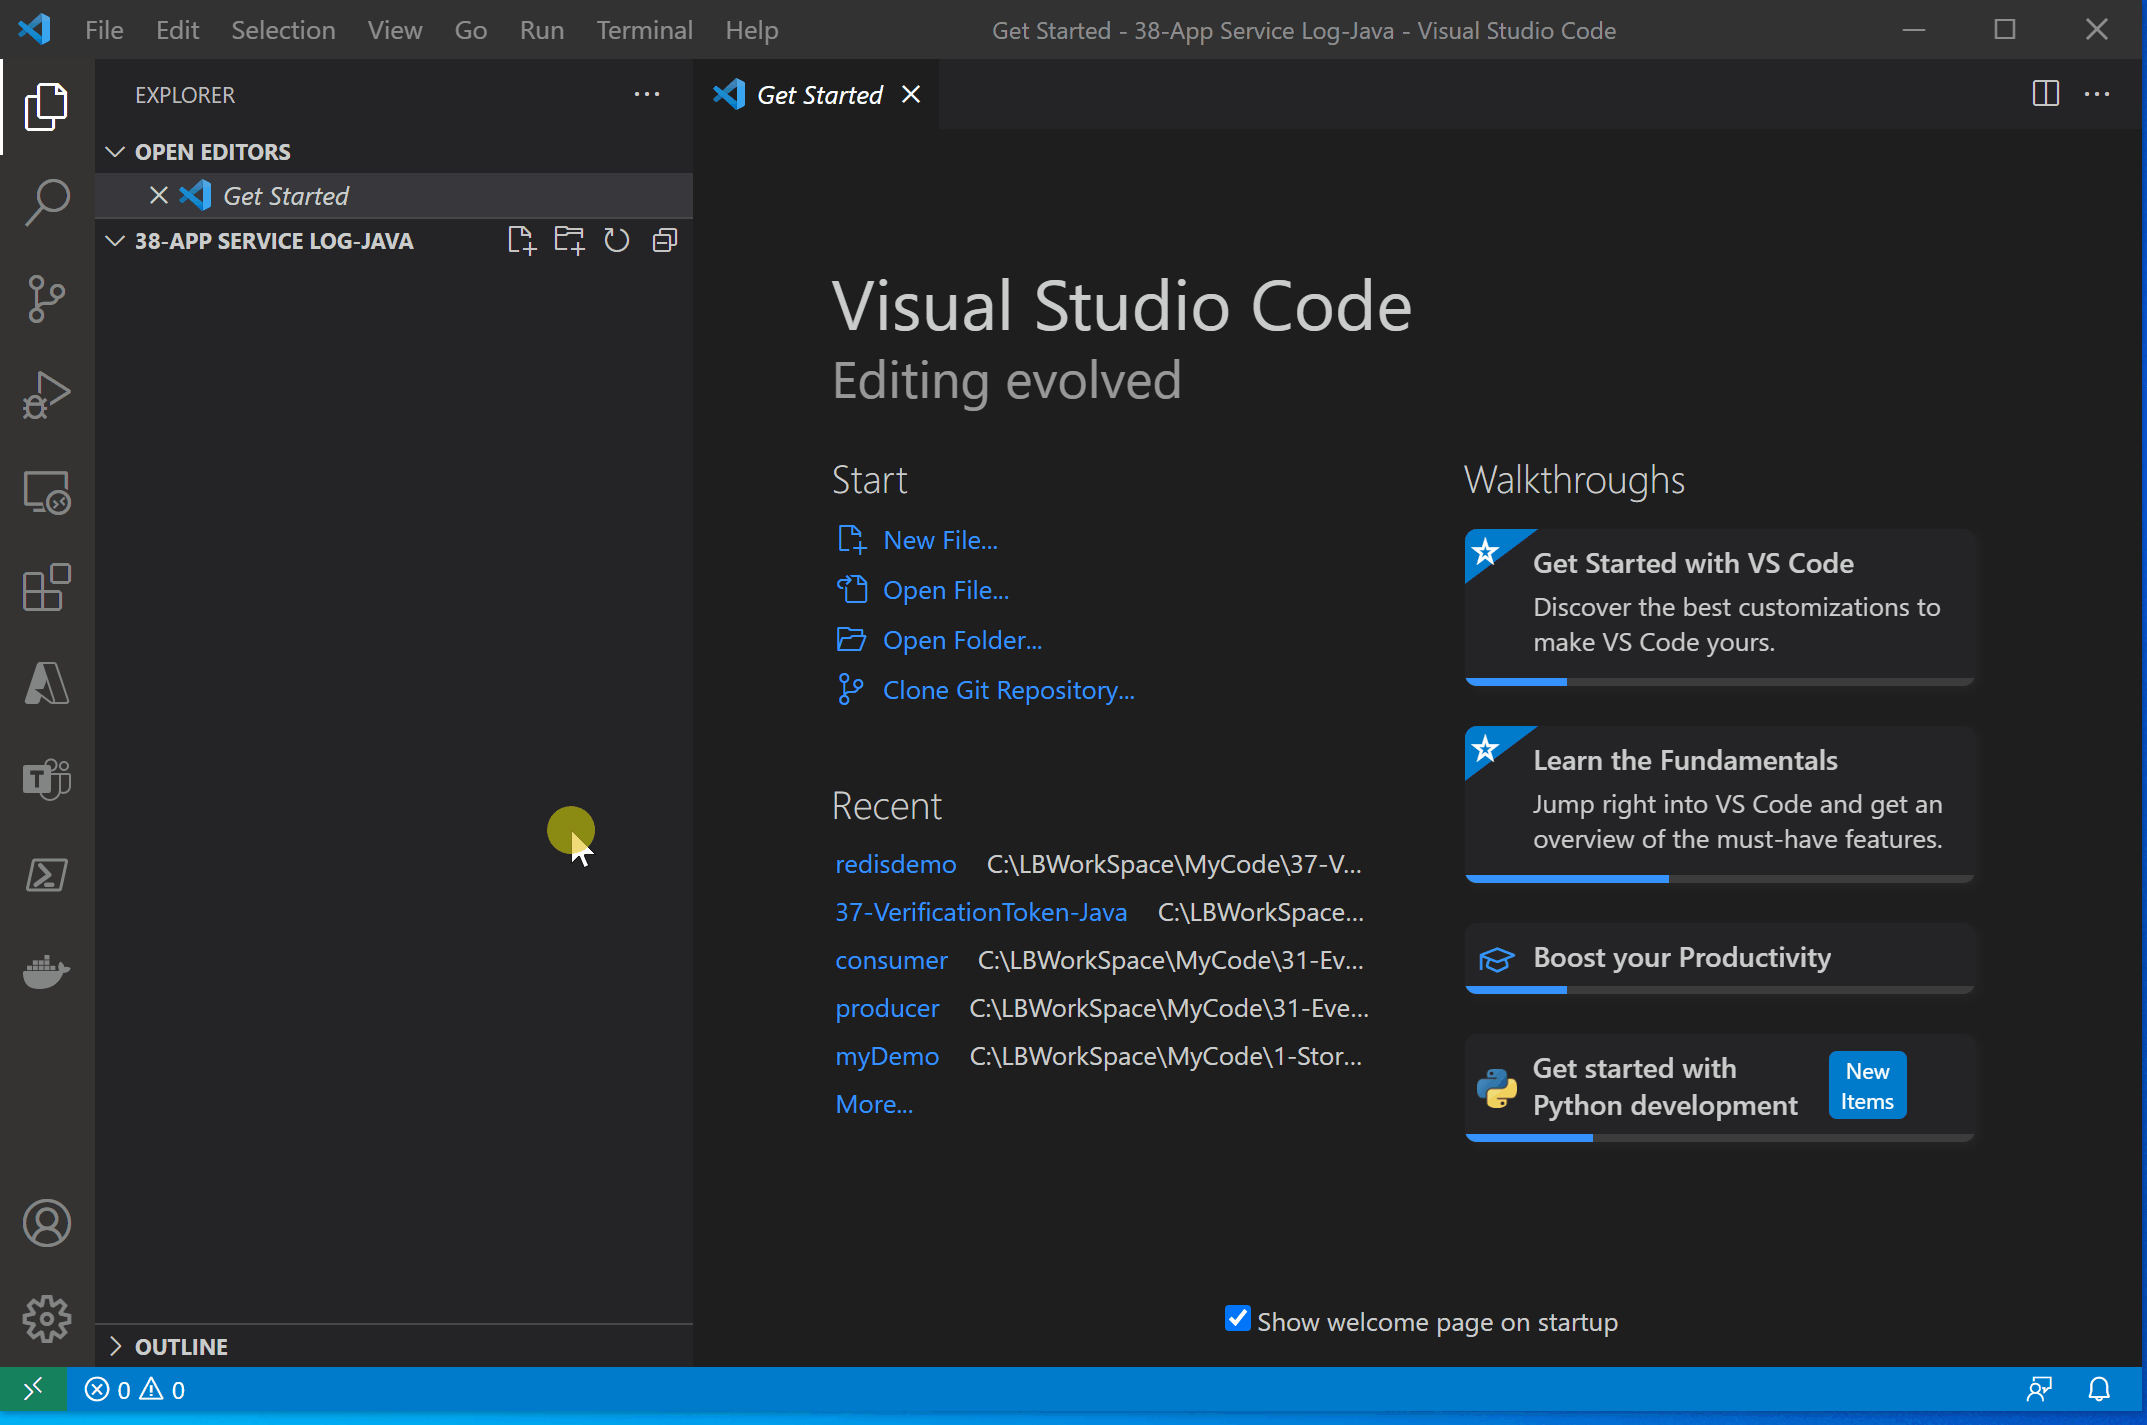 File Edit Selection View Go Run Terminal Help
Get Started - 38-App Service Log-Java - Visual Studio Code
EXPLORER
Get Started
OPEN EDITORS
Get Started
38-APP SERVICE LOG-JAVA
Visual Studio Code
Editing evolved
Start
New File...
Open File...
Open Folder...
Clone Git Repository...
Recent
redisdemo C:\LBWorkSpace\MyCode\37-V...
37-VerificationToken-Java C:\LBWorkSpace...
consumer C:\LBWorkSpace\MyCode\31-Ev...
producer C:\LBWorkSpace\MyCode\31-Eve...
myDemo C:\LBWorkSpace\MyCode\1-Stor...
More...
Walkthroughs
Get Started with VS Code
Discover the best customizations to
make VS Code yours.
Learn the Fundamentals
Jump right into VS Code and get an
overview of the must-have features.
Boost your Productivity
Get started with
Python development
New
Items
Show welcome page on startup
OUTLINE
0 0